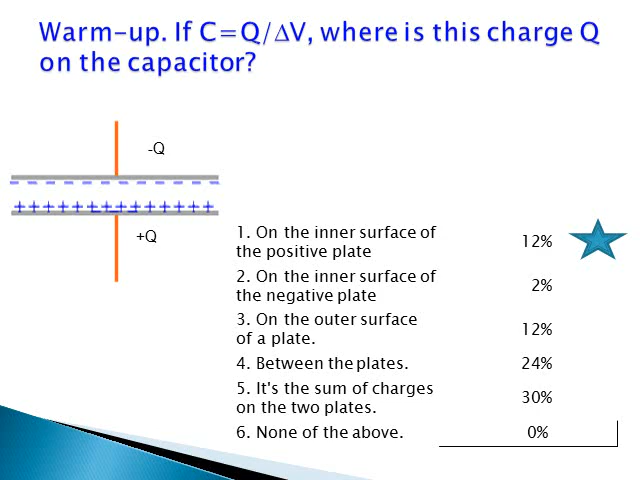 Warm-up. If C=Q/∆V, where is this charge Q
on the capacitor?
-Q
+Q
1. On the inner surface of
the positive plate
12%
2. On the inner surface of
the negative plate
2%
3. On the outer surface
of a plate.
12%
4. Between the plates.
24%
5. It's the sum of charges
on the two plates.
30%
6. None of the above.
0%